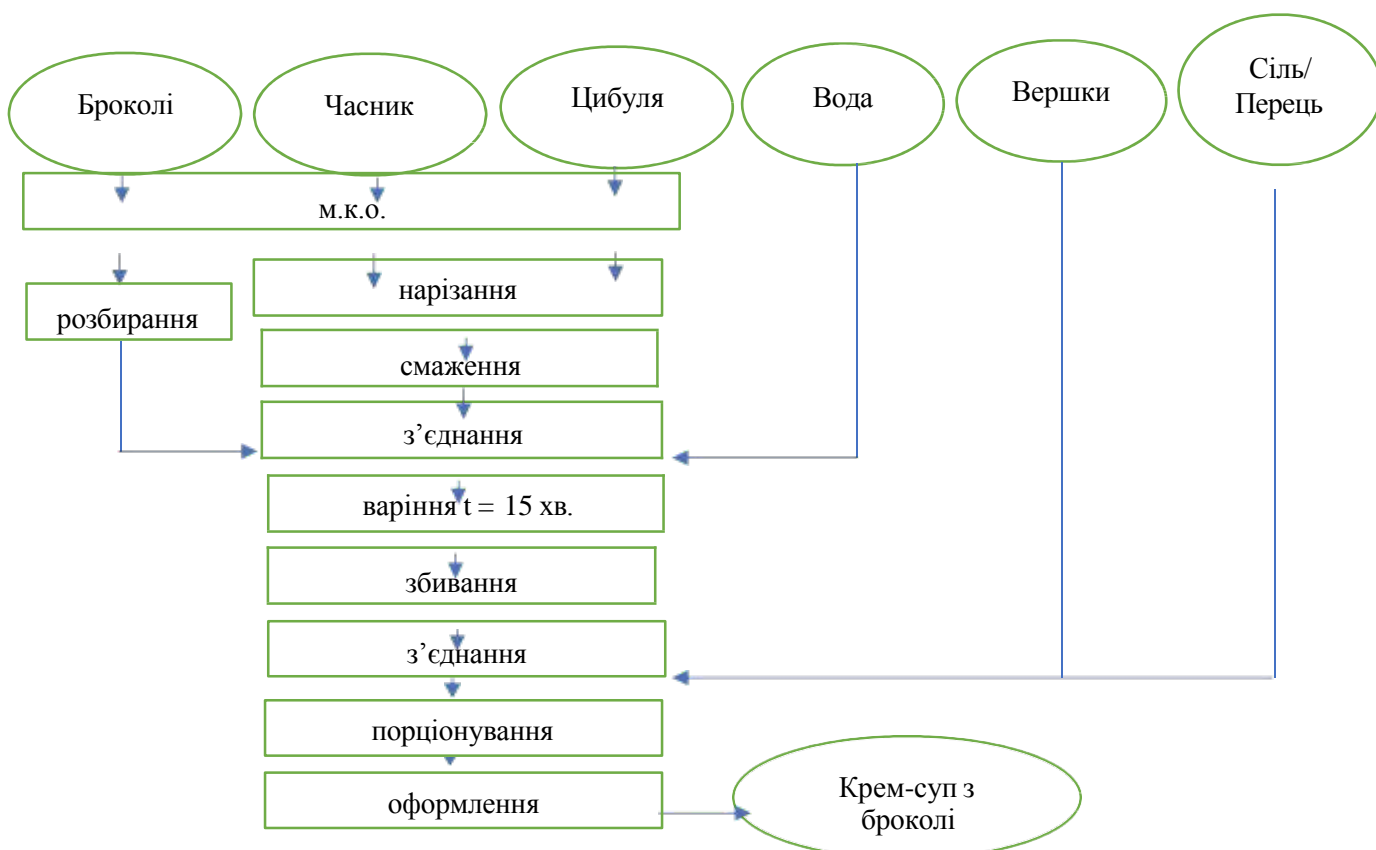 Броколі
Часник
Цибуля
Вода
Вершки
Сіль/
Перець
м.к.о.
розбирання
нарізання
смаження
з’єднання
варіння t = 15 хв.
збивання
з’єднання
порціонування
оформлення
Крем-суп з
броколі